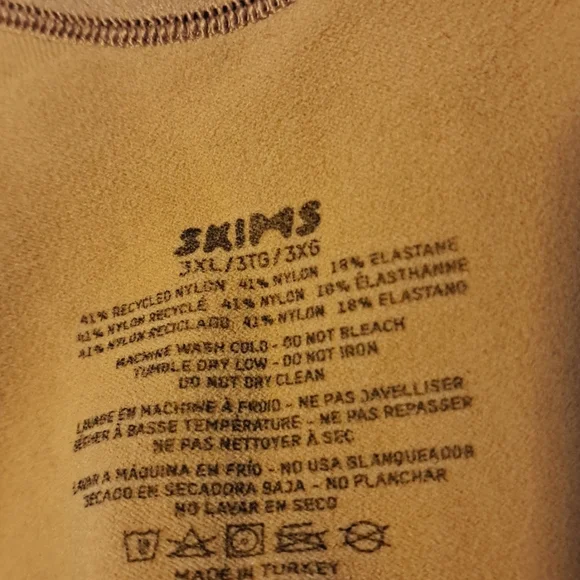 SKIMS
3XL/3TG/3XG
41% RECYCLED NYLON 41% NYLON 18% ELASTANE
41% NYLON RECYCLÉ 41% NYLON 18% ÉLASTHANNE
41% NYLON RECICLADO 41% NYLON 18% ELASTANO
MACHINE WASH COLD - DO NOT BLEACH
TUMBLE DRY LOW - DO NOT IRON
DO NOT DRY CLEAN
LAVAGE EN MACHINE À FROID - NE PAS JAVELLISER
SÉCHER À BASSE TEMPÉRATURE - NE PAS REPASSER
NE PAS NETTOYER À SEC
LAVAR A MÁQUINA EN FRÍO - NO USA BLANQUEADOR
SECADO EN SECADORA BAJA - NO PLANCHAR
NO LAVAR EN SECO
MADE IN TURKEY